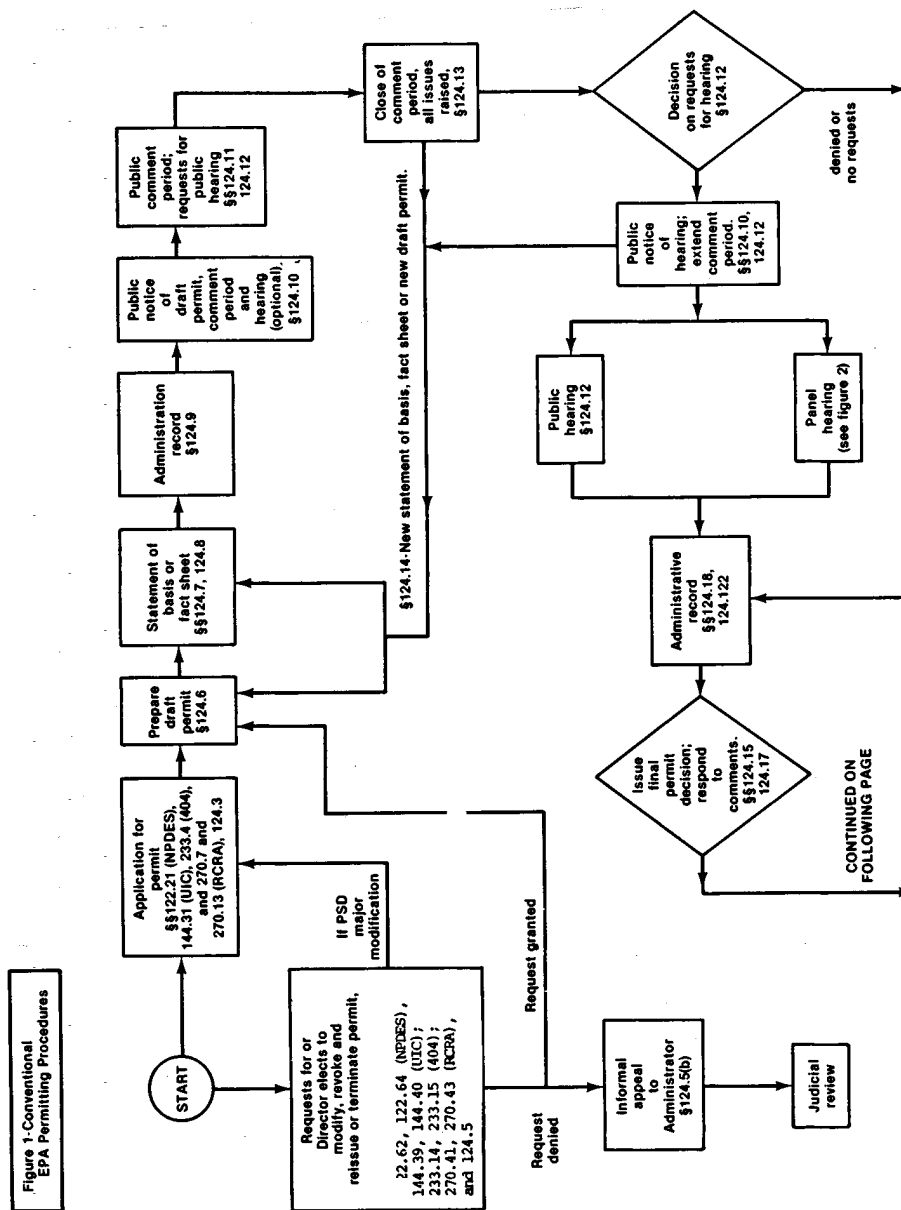 Figure 1-Conventional
EPA Permitting Procedures
START
Application for
permit
§§122.21 (NPDES),
144.31 (UIC), 233.4 (404),
and 270.7 and
270.13 (RCRA), 124.3
Prepare
draft
permit
§124.6
Statement of
basis or
fact sheet
§§124.7, 124.8
Administration
record
§124.9
Public
notice
of
draft
permit,
comment
period
and
hearing
(optional).
§124.10
Public
comment
period;
requests for
public
hearing
§§124.11
124.12
Requests for or
Director elects to
modify, revoke and
reissue or terminate permit,
22.62, 122.64 (NPDES),
144.39, 144.40 (UIC);
233.14, 233.15 (404);
270.41, 270.43 (RCRA),
and 124.5
If PSD
major
modification
Request granted
Request
denied
Informal
appeal
to
Administrator
§124.5(b)
Judicial
review
§124.14-New statement of basis, fact sheet or new draft permit.
Close of
comment
period,
all issues
raised,
§124.13
Decision
on requests
for hearing
§124.12
denied or
no requests
Public
notice
of
hearing;
extend
comment
period.
§§124.10,
124.12
Public
hearing
§124.12
Panel
hearing
(see figure 2)
Administrative
record
§§124.18,
124.122
Issue
final
permit
decision;
respond
to
comments.
§§124.15
124.17
CONTINUED ON
FOLLOWING PAGE